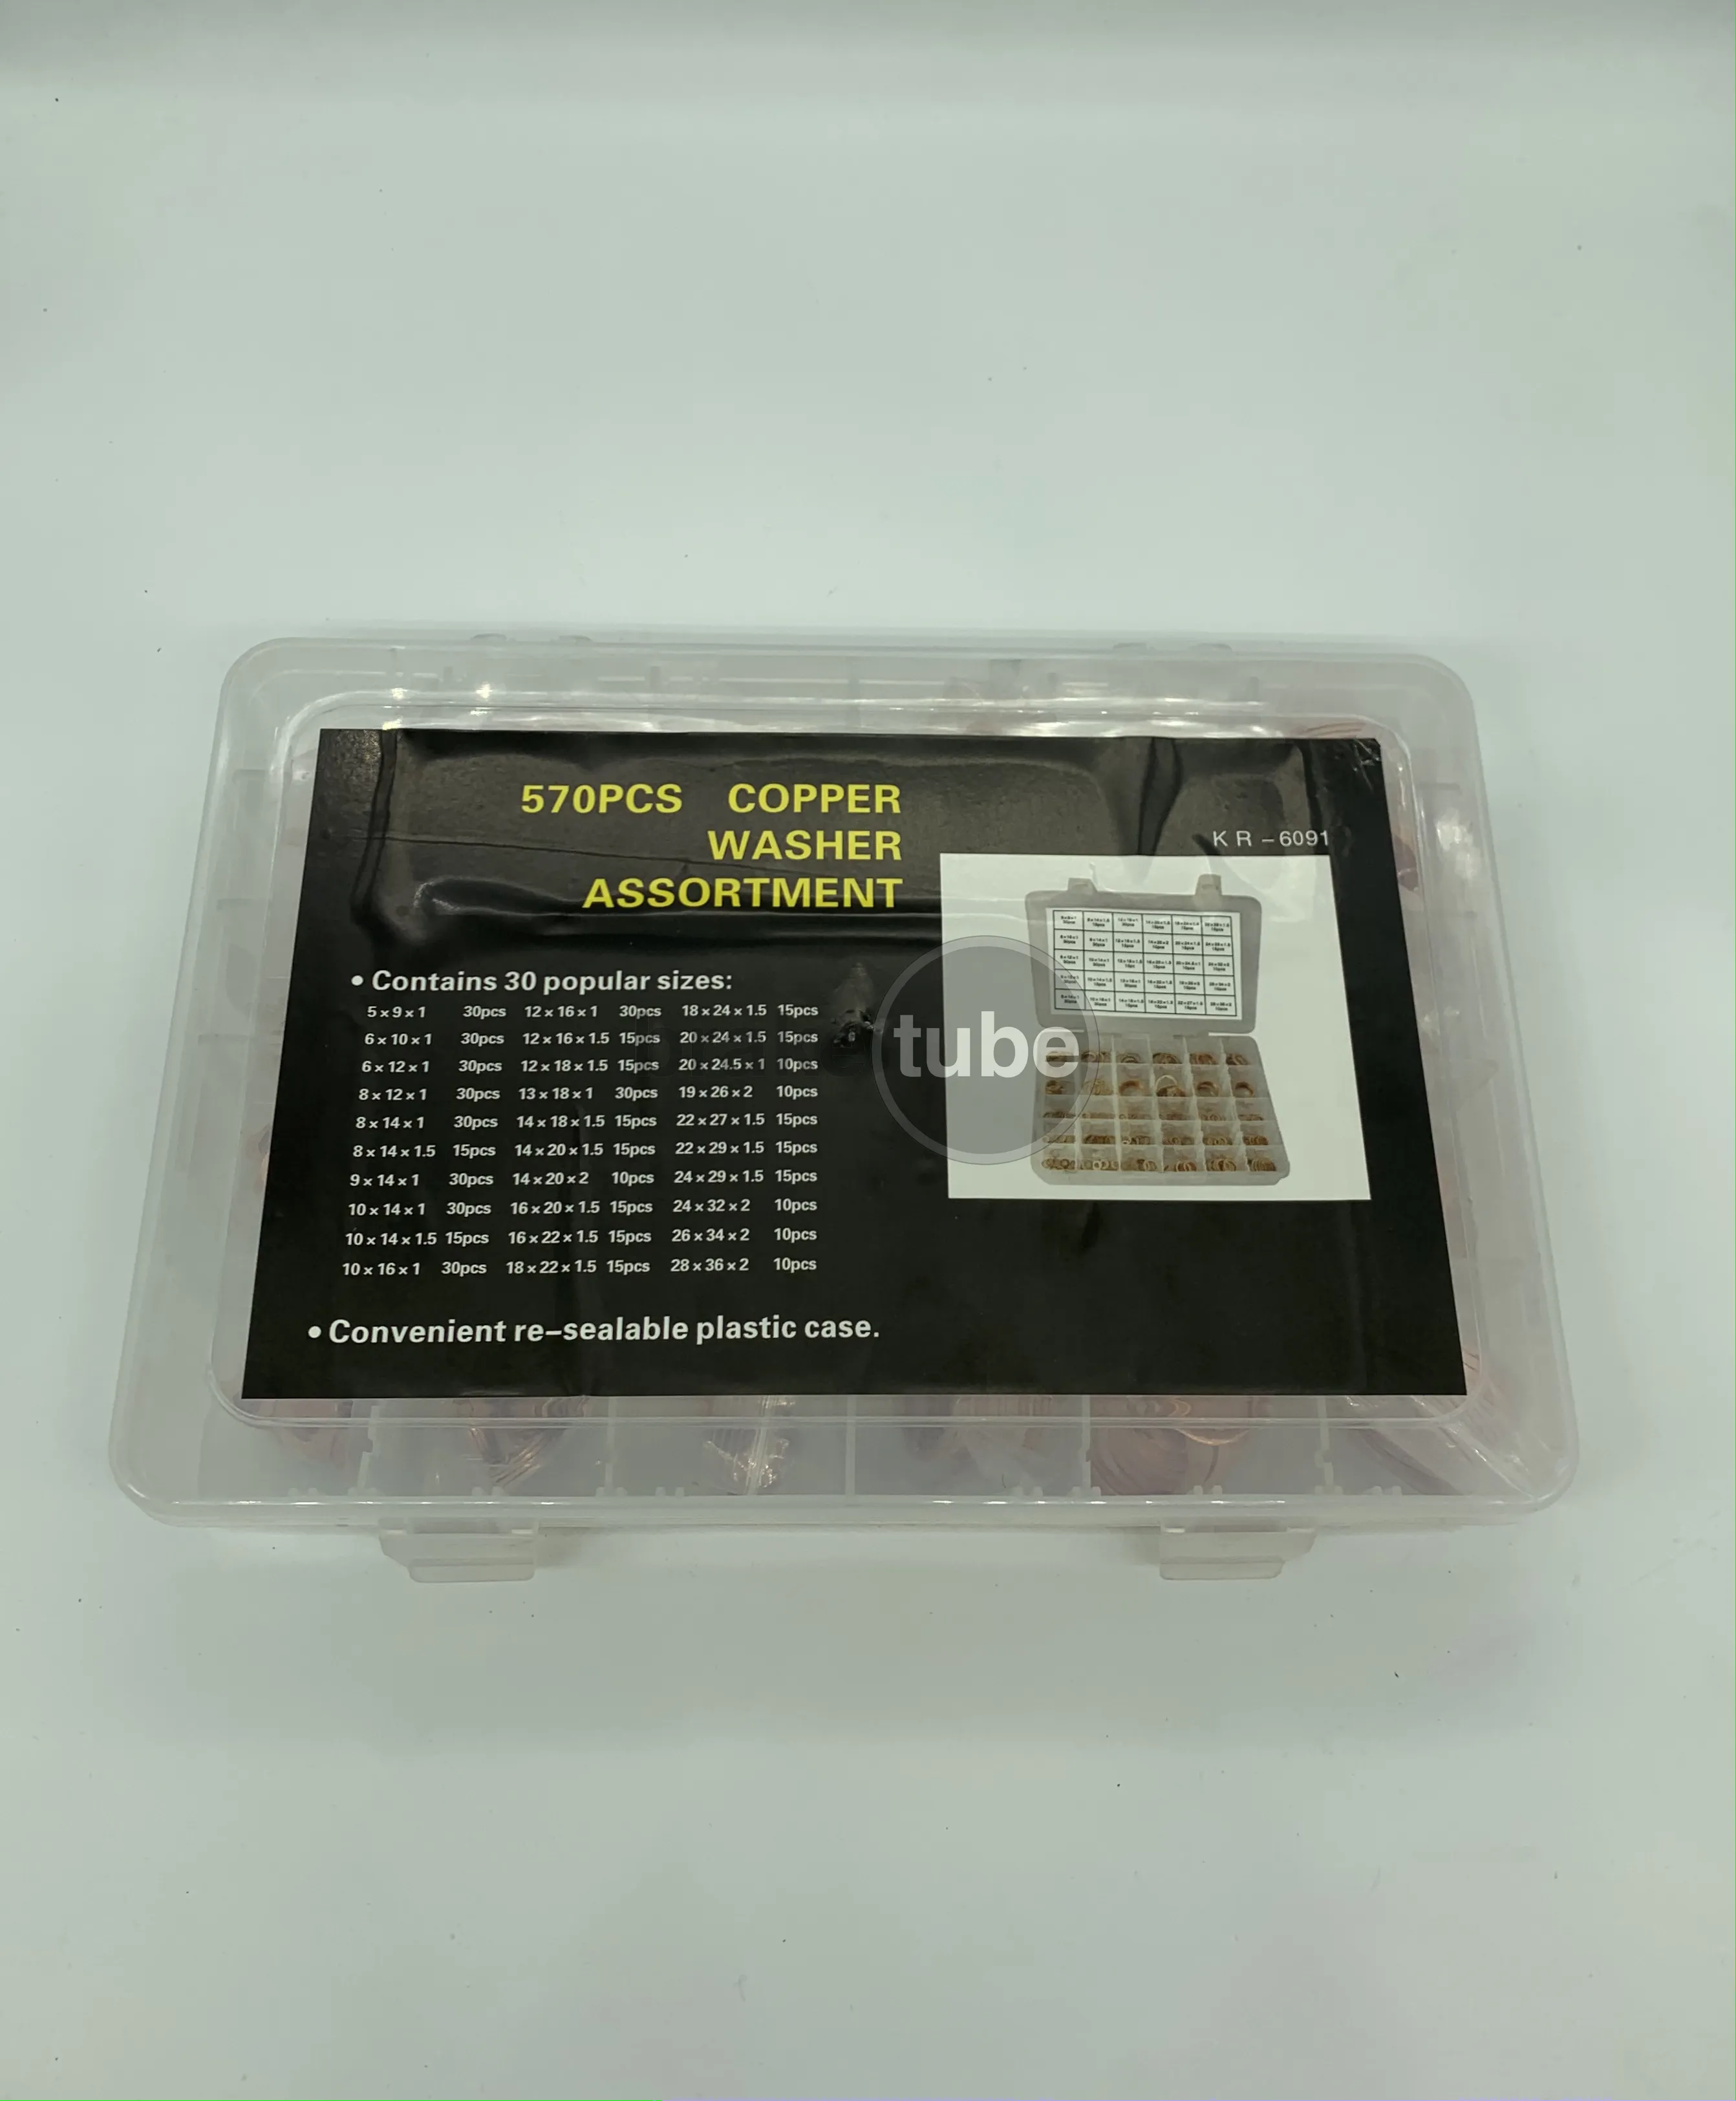 570PCS COPPER
WASHER
ASSORTMENT
KR-6091
• Contains 30 popular sizes:
5 x 9 x 1 30pcs 12 x 16 x 1 30pcs 18 x 24 x 1.5 15pcs
6 x 10 x 1 30pcs 12 x 16 x 1.5 15pcs 20 x 24 x 1.5 15pcs
6 x 12 x 1 30pcs 12 x 18 x 1.5 15pcs 20 x 24.5 x 1 10pcs
8 x 12 x 1 30pcs 13 x 18 x 1 30pcs 19 x 26 x 2 10pcs
8 x 14 x 1 30pcs 14 x 18 x 1.5 15pcs 22 x 27 x 1.5 15pcs
8 x 14 x 1.5 15pcs 14 x 20 x 1.5 15pcs 22 x 29 x 1.5 15pcs
9 x 14 x 1 30pcs 14 x 20 x 2 10pcs 24 x 29 x 1.5 15pcs
10 x 14 x 1 30pcs 16 x 20 x 1.5 15pcs 24 x 32 x 2 10pcs
10 x 14 x 1.5 15pcs 16 x 22 x 1.5 15pcs 26 x 34 x 2 10pcs
10 x 16 x 1 30pcs 18 x 22 x 1.5 15pcs 28 x 36 x 2 10pcs
• Convenient re–sealable plastic case.
tube